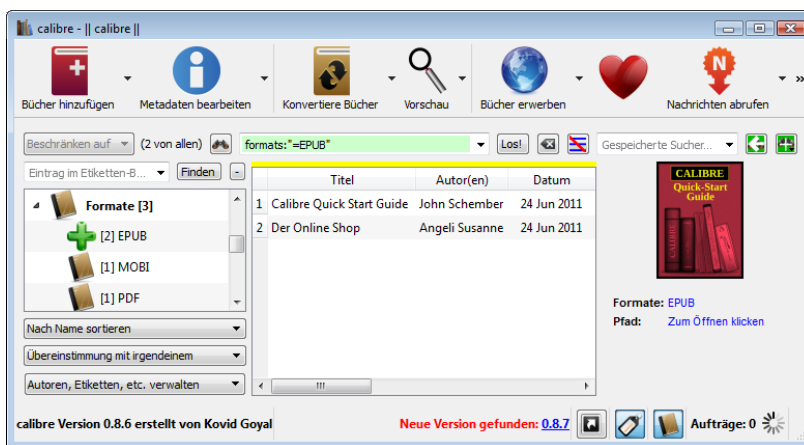 calibre - || calibre ||
Bücher hinzufügen Metadaten bearbeiten Konvertiere Bücher Vorschau Bücher erwerben Nachrichten abrufen »
N
Beschränken auf (2 von allen) formats:"=EPUB" Los! Gespeicherte Sucher...
Eintrag im Etiketten-B... Finden -
Titel Autor(en) Datum
1 Calibre Quick Start Guide John Schember 24 Jun 2011
2 Der Online Shop Angeli Susanne 24 Jun 2011
Formate [3]
[2] EPUB
[1] MOBI
[1] PDF
Nach Name sortieren
Übereinstimmung mit irgendeinem
Autoren, Etiketten, etc. verwalten
CALIBRE
Quick-Start
Guide
CALIBRE
Formate: EPUB
Pfad: Zum Öffnen klicken
calibre Version 0.8.6 erstellt von Kovid Goyal Neue Version gefunden: 0.8.7 Aufträge: 0